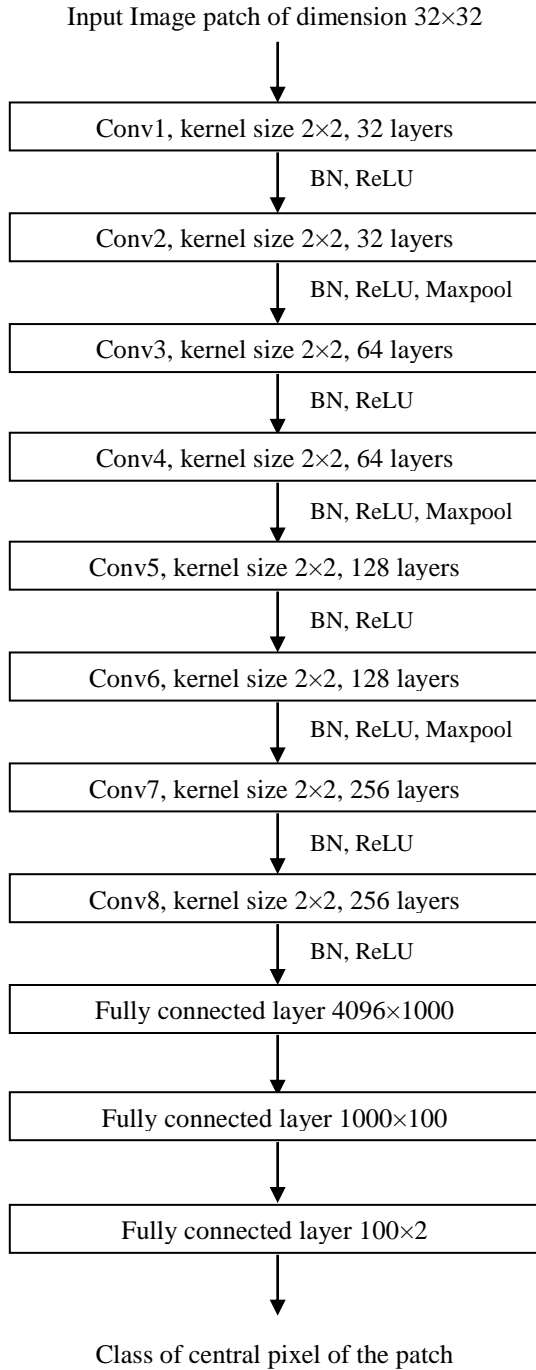 Input Image patch of dimension 32×32
Conv1, kernel size 2×2, 32 layers
BN, ReLU
Conv2, kernel size 2×2, 32 layers
BN, ReLU, Maxpool
Conv3, kernel size 2×2, 64 layers
BN, ReLU
Conv4, kernel size 2×2, 64 layers
BN, ReLU, Maxpool
Conv5, kernel size 2×2, 128 layers
BN, ReLU
Conv6, kernel size 2×2, 128 layers
BN, ReLU, Maxpool
Conv7, kernel size 2×2, 256 layers
BN, ReLU
Conv8, kernel size 2×2, 256 layers
BN, ReLU
Fully connected layer 4096×1000
Fully connected layer 1000×100
Fully connected layer 100×2
Class of central pixel of the patch